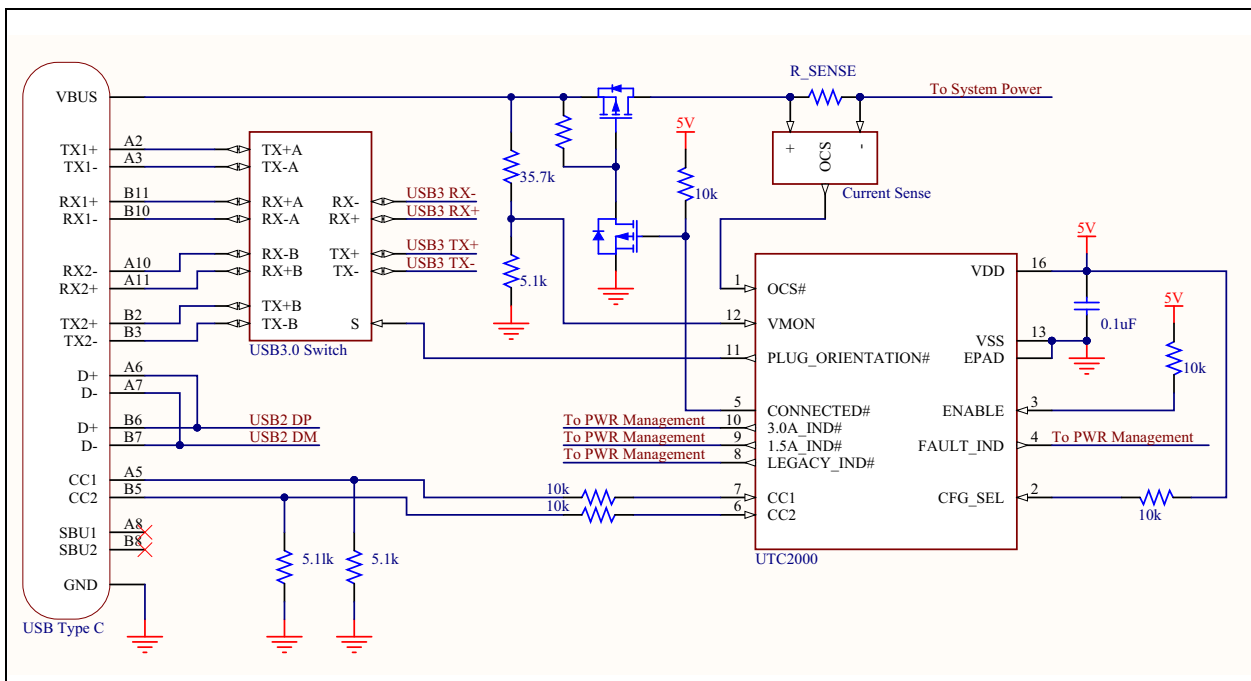 R_SENSE
VBUS
To System Power
5V
+
OCS
-
TX1+ A2
TX1- A3
TX+A
TX-A
35.7k
10k
Current Sense
RX1+ B11
RX1- B10
RX+A
RX-A
RX-
RX+
USB3 RX-
USB3 RX+
5V
RX2- A10
RX2+ A11
RX-B
RX+B
TX+
TX-
USB3 TX+
USB3 TX-
5.1k
1
OCS#
VDD
16
5V
TX2+ B2
TX2- B3
TX+B
TX-B
S
USB3.0 Switch
12
VMON
0.1uF
VSS
13
EPAD
11
PLUG_ORIENTATION#
10k
D+ A6
D- A7
5
CONNECTED#
ENABLE
3
To PWR Management
10
3.0A_IND#
D+ B6
USB2 DP
D- B7
USB2 DM
To PWR Management
9
1.5A_IND#
FAULT_IND
4
To PWR Management
To PWR Management
8
LEGACY_IND#
CC1 A5
CC2 B5
10k
10k
7
CC1
6
CC2
CFG_SEL
2
10k
SBU1 A8
SBU2 B8
5.1lk
5.1k
UTC2000
GND
USB Type C